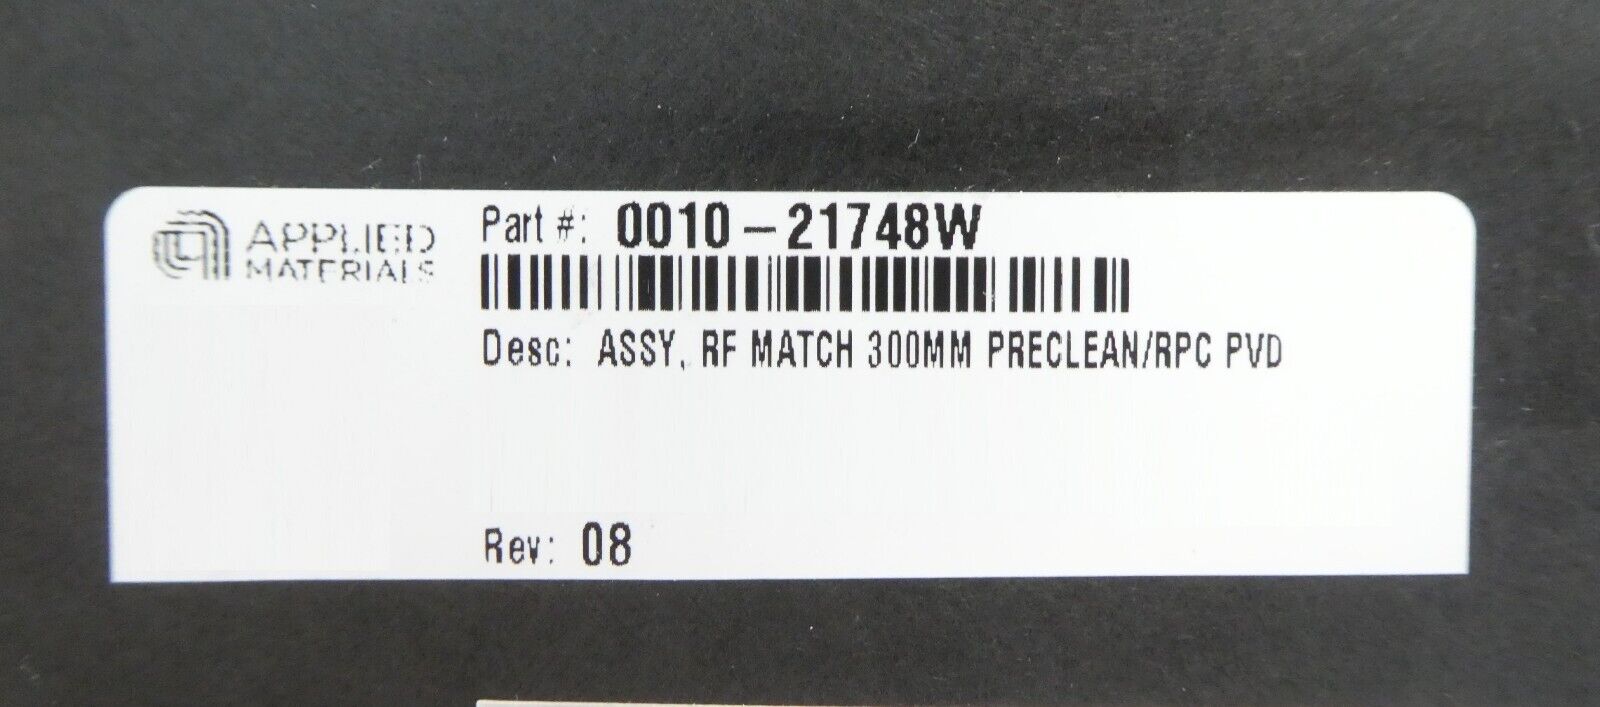 APPLIED
MATERIALS
Part #: 0010-21748W
Desc: ASSY, RF MATCH 300MM PRECLEAN/RPC PVD
Rev: 08